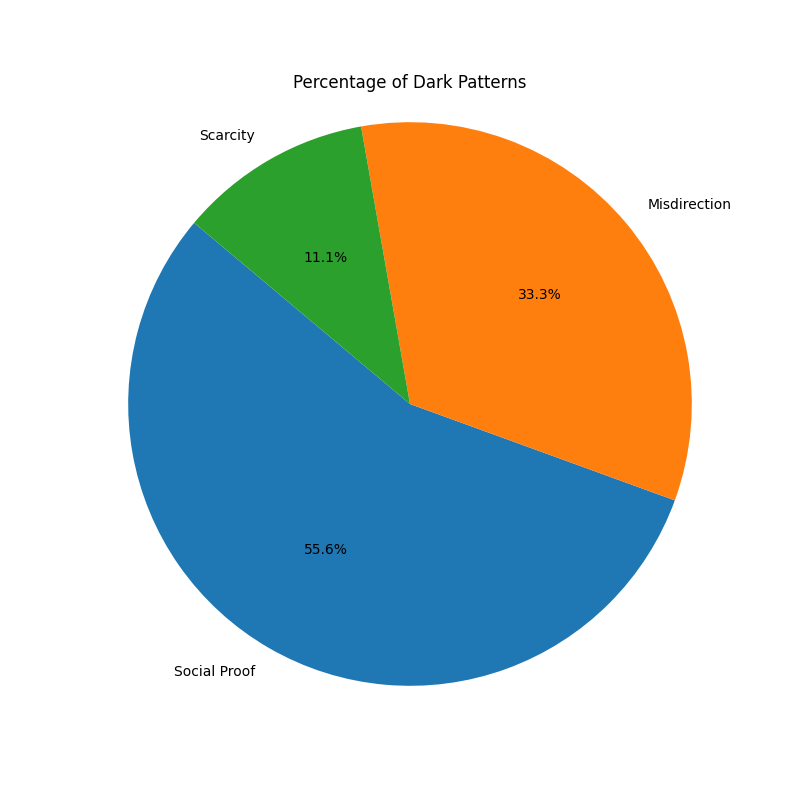 Percentage of Dark Patterns
Scarcity
Misdirection
11.1%
33.3%
55.6%
Social Proof